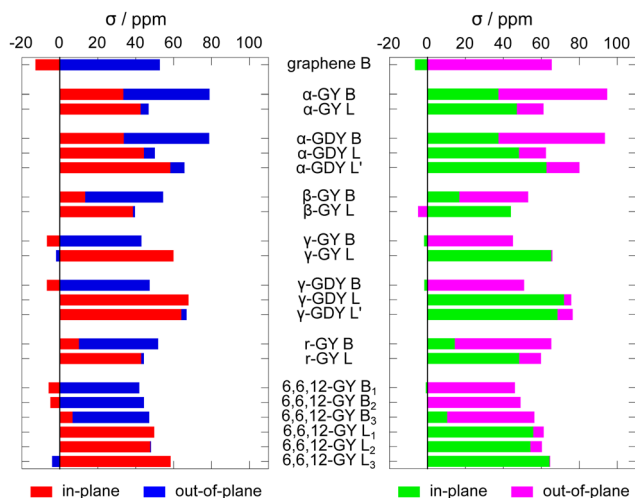 σ / ppm σ / ppm
-20 0 20 40 60 80 100 -20 0 20 40 60 80 100
graphene B
α-GY B
α-GY L
α-GDY B
α-GDY L
α-GDY L'
β-GY B
β-GY L
γ-GY B
γ-GY L
γ-GDY B
γ-GDY L
γ-GDY L'
r-GY B
r-GY L
6,6,12-GY B₁
6,6,12-GY B₂
6,6,12-GY B₃
6,6,12-GY L₁
6,6,12-GY L₂
6,6,12-GY L₃
in-plane out-of-plane in-plane out-of-plane